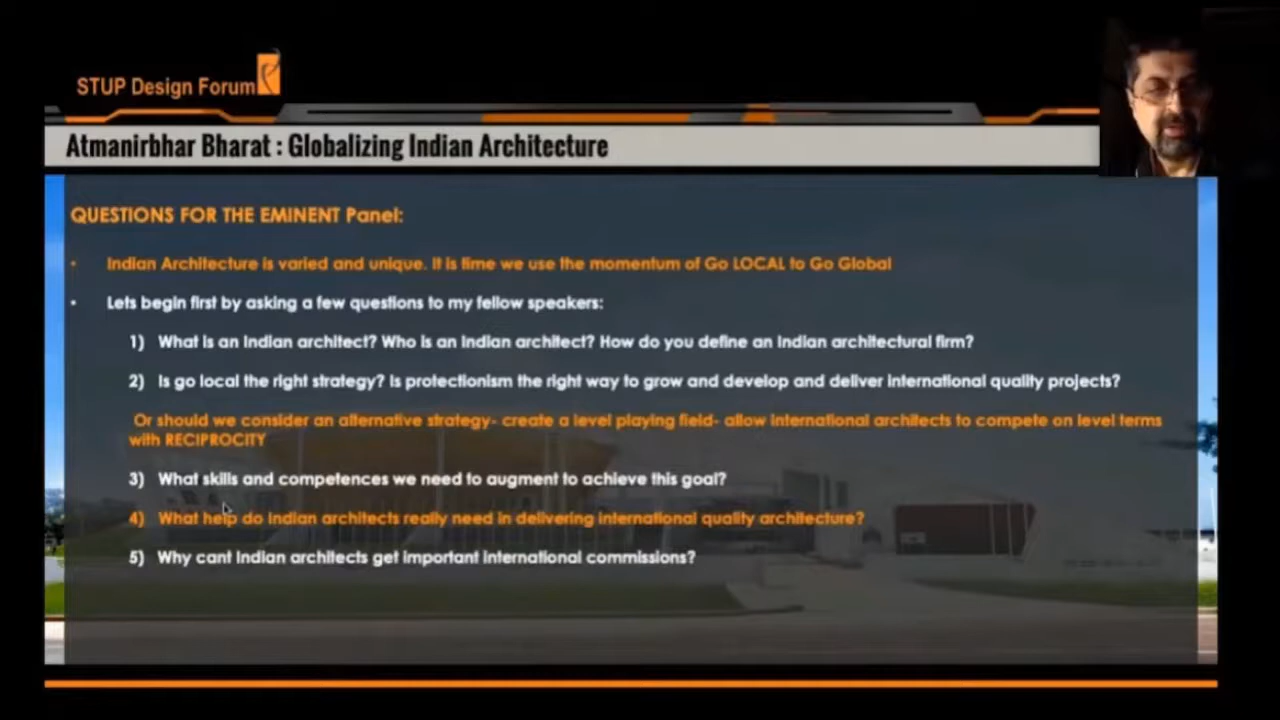 STUP Design Forum
Atmanirbhar Bharat : Globalizing Indian Architecture
QUESTIONS FOR THE EMINENT Panel:
• Indian Architecture is varied and unique. It is time we use the momentum of Go LOCAL to Go Global
• Lets begin first by asking a few questions to my fellow speakers:
1) What is an Indian architect? Who is an Indian architect? How do you define an Indian architectural firm?
2) Is go local the right strategy? Is protectionism the right way to grow and develop and deliver international quality projects?
Or should we consider an alternative strategy- create a level playing field- allow international architects to compete on level terms
with RECIPROCITY
3) What skills and competences we need to augment to achieve this goal?
4) What help do Indian architects really need in delivering international quality architecture?
5) Why cant Indian architects get important international commissions?